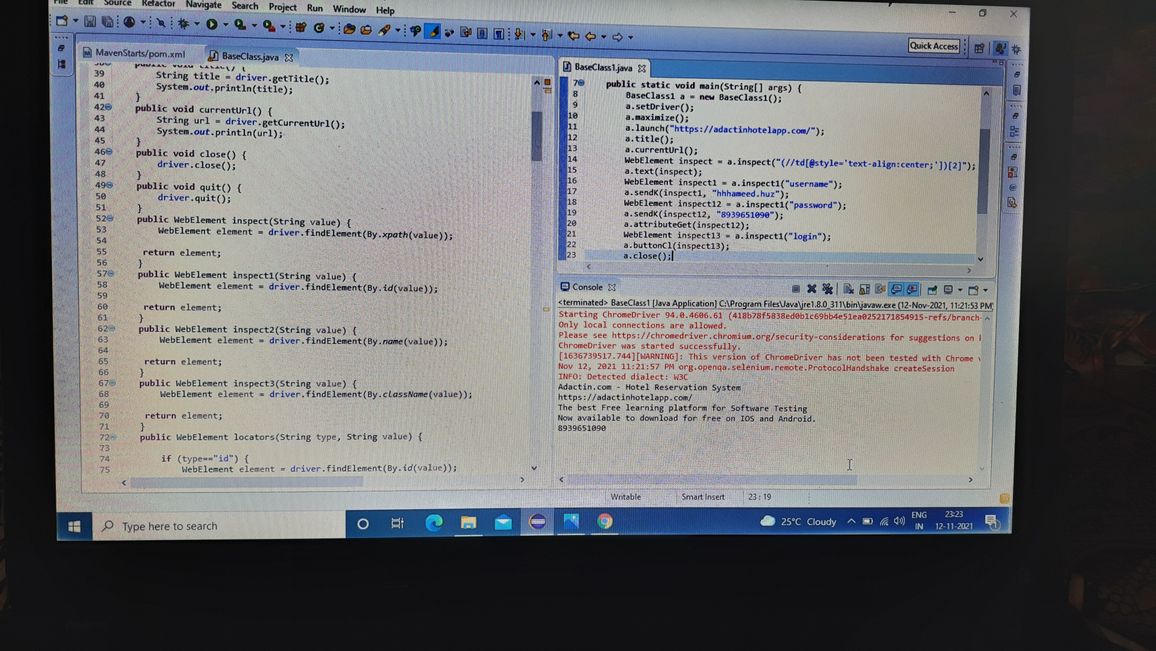 File Edit Source Refactor Navigate Search Project Run Window Help
Quick Access
MavenStarts/pom.xml
BaseClass.java
39 String title = driver.getTitle();
40 System.out.println(title);
41 }
42 public void currentUrl() {
43 String url = driver.getCurrentUrl();
44 System.out.println(url);
45 }
46 public void close() {
47 driver.close();
48 }
49 public void quit() {
50 driver.quit();
51 }
52 public WebElement inspect(String value) {
53 WebElement element = driver.findElement(By.xpath(value));
54
55 return element;
56 }
57 public WebElement inspect1(String value) {
58 WebElement element = driver.findElement(By.id(value));
59
60 return element;
61 }
62 public WebElement inspect2(String value) {
63 WebElement element = driver.findElement(By.name(value));
64
65 return element;
66 }
67 public WebElement inspect3(String value) {
68 WebElement element = driver.findElement(By.className(value));
69
70 return element;
71 }
72 public WebElement locators(String type, String value) {
73
74 if (type=="id") {
75 WebElement element = driver.findElement(By.id(value));
BaseClass1.java
7 public static void main(String[] args) {
8 BaseClass1 a = new BaseClass1();
9 a.setDriver();
10 a.maximize();
11 a.launch("https://adactinhotelapp.com/");
12 a.title();
13 a.currentUrl();
14 WebElement inspect = a.inspect("(//td[@style='text-align:center;'])[2]");
15 a.text(inspect);
16 WebElement inspect1 = a.inspect1("username");
17 a.sendK(inspect1, "hhhameed.huz");
18 WebElement inspect12 = a.inspect1("password");
19 a.sendK(inspect12, "8939651090");
20 a.attributeGet(inspect12);
21 WebElement inspect13 = a.inspect1("login");
22 a.buttonCl(inspect13);
23 a.close();
Console
<terminated> BaseClass1 [Java Application] C:\Program Files\Java\jre1.8.0_311\bin\javaw.exe (12-Nov-2021, 11:21:53 PM
Starting ChromeDriver 94.0.4606.61 (418b78f5838ed0b1c69bb4e51ea0252171854915-refs/branch-
Only local connections are allowed.
Please see https://chromedriver.chromium.org/security-considerations for suggestions on
ChromeDriver was started successfully.
[1636739517.744][WARNING]: This version of ChromeDriver has not been tested with Chrome
Nov 12, 2021 11:21:57 PM org.openqa.selenium.remote.ProtocolHandshake createSession
INFO: Detected dialect: W3C
Adactin.com - Hotel Reservation System
https://adactinhotelapp.com/
The best Free learning platform for Software Testing
Now available to download for free on IOS and Android.
8939651090
Writable Smart Insert 23 : 19
Type here to search
25°C Cloudy
ENG
IN
23:23
12-11-2021